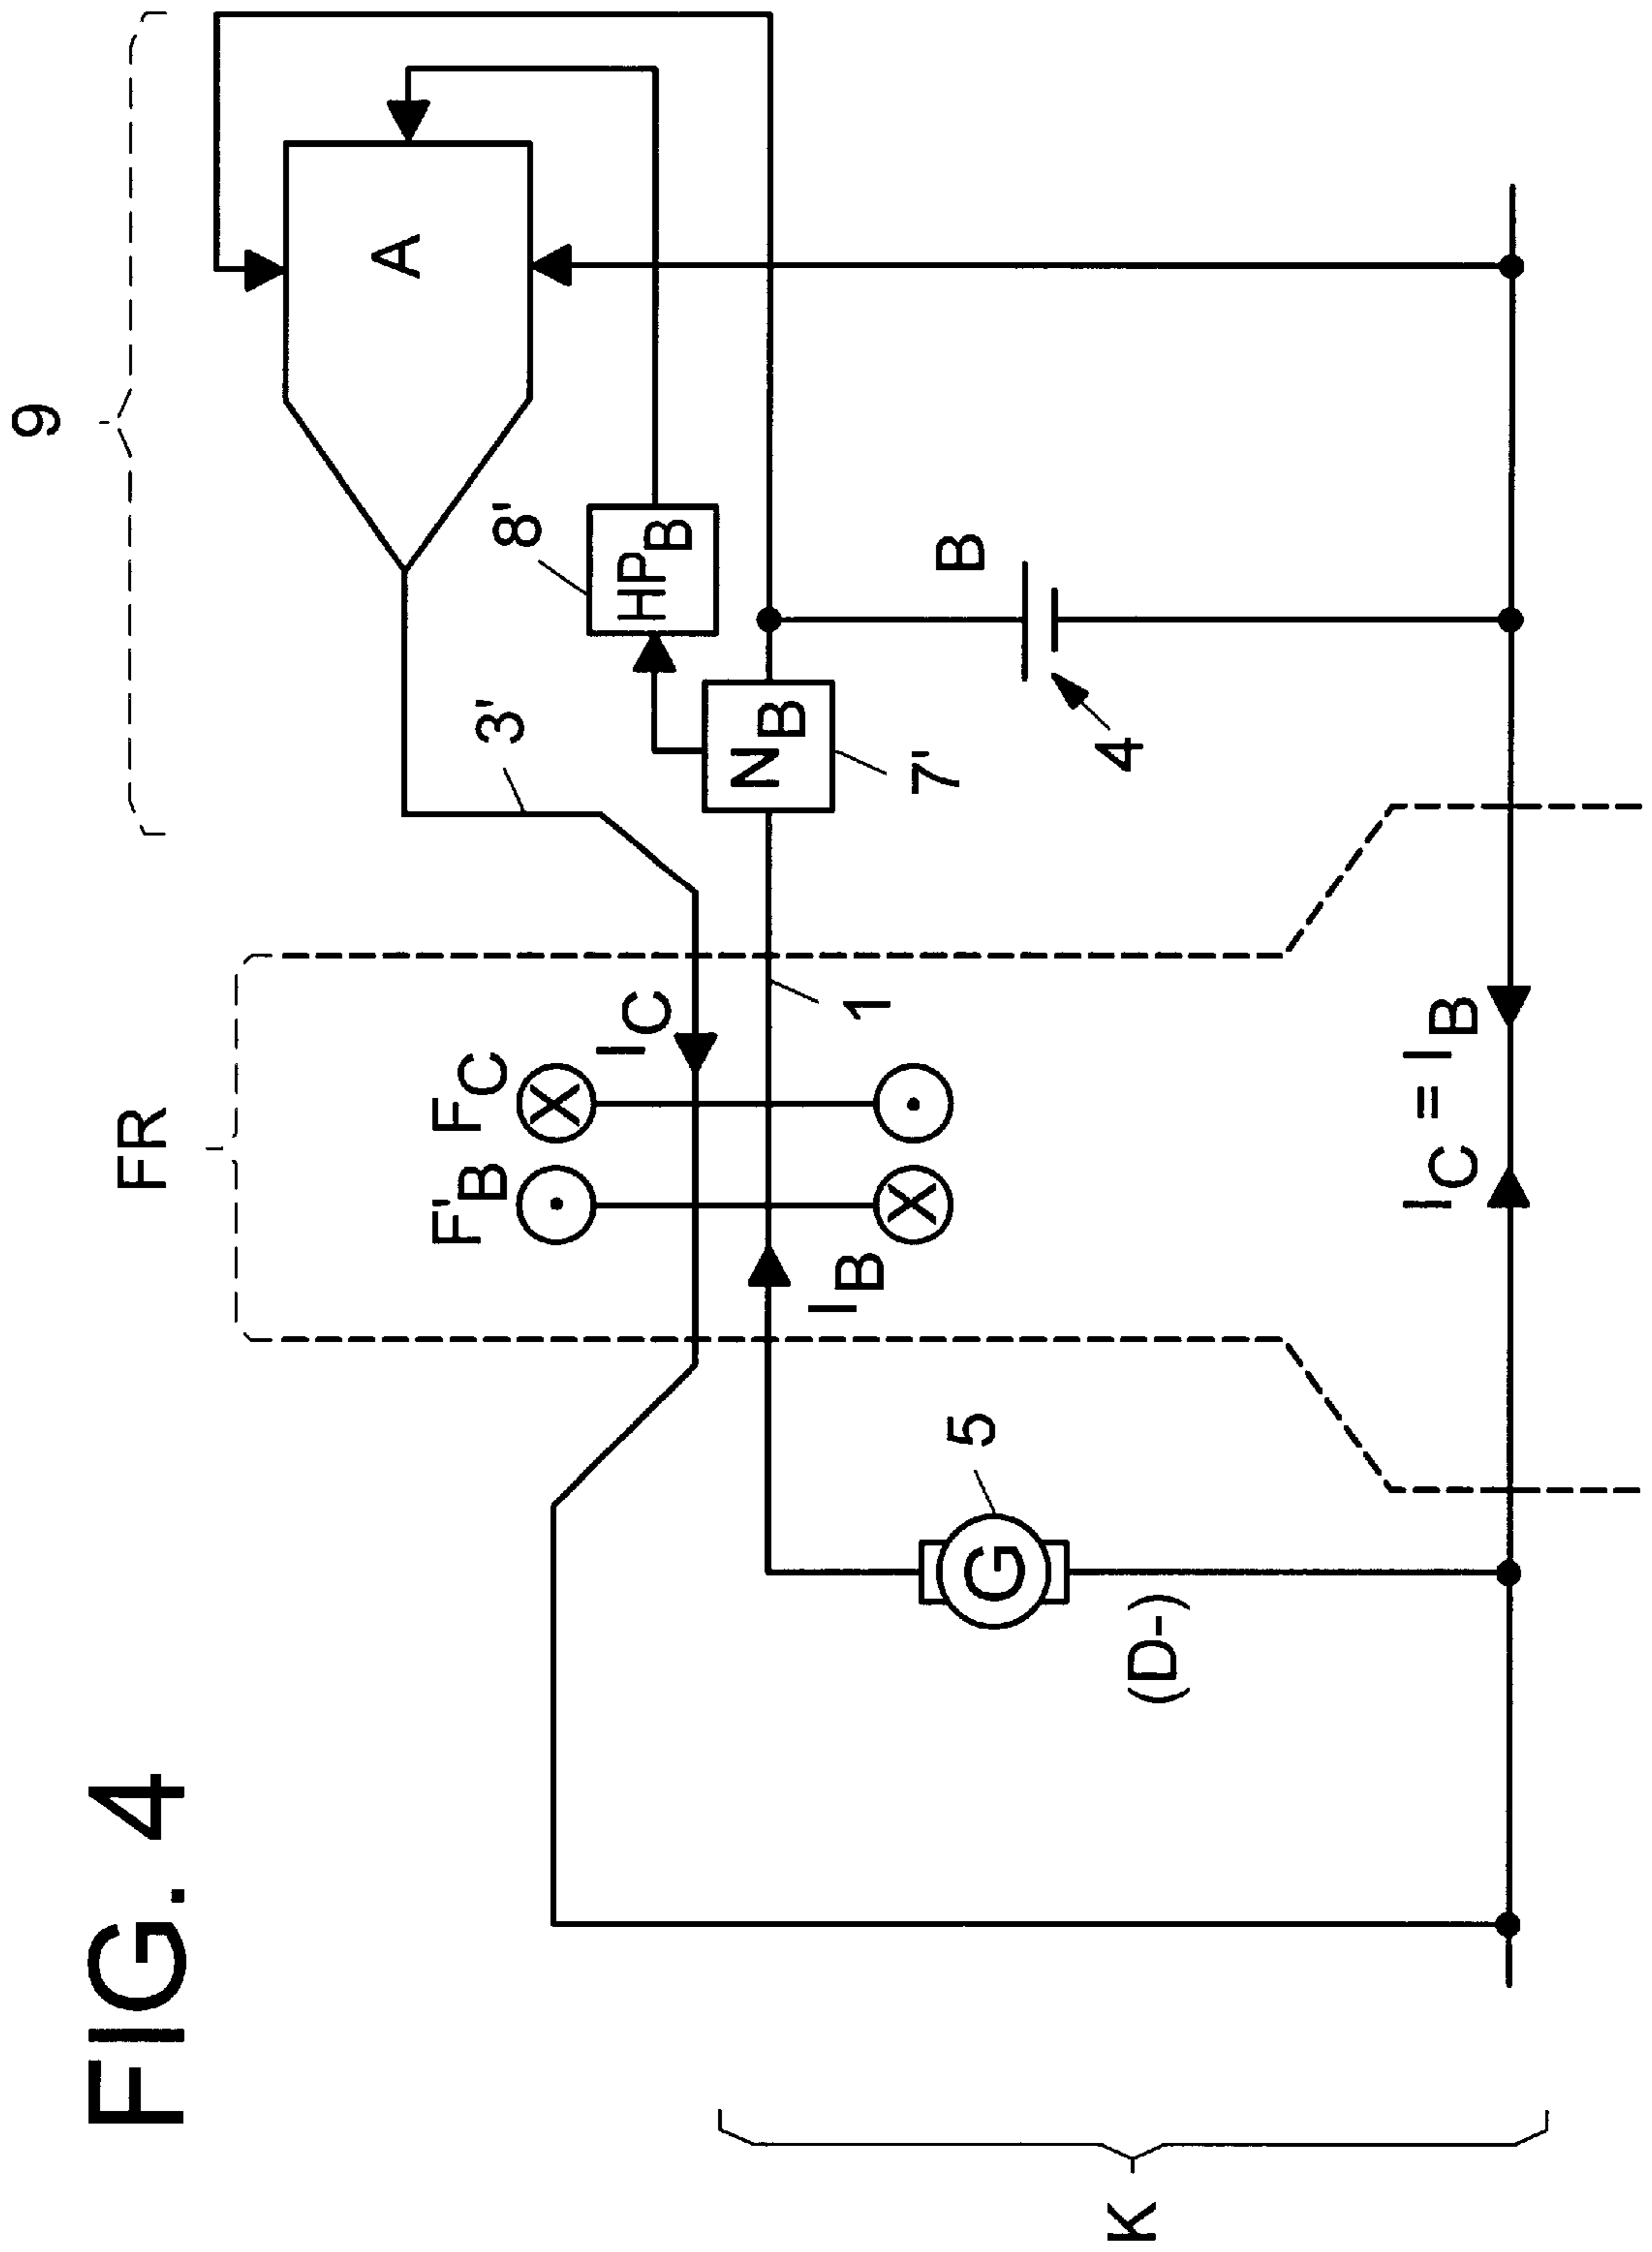 FIG. 4
9
FR
A
8'
HP_B
3'
N_B
7'
B
4
F'_B
F_C
I_C
1
I_B
5
G
(D-)
I_C = I_B
K